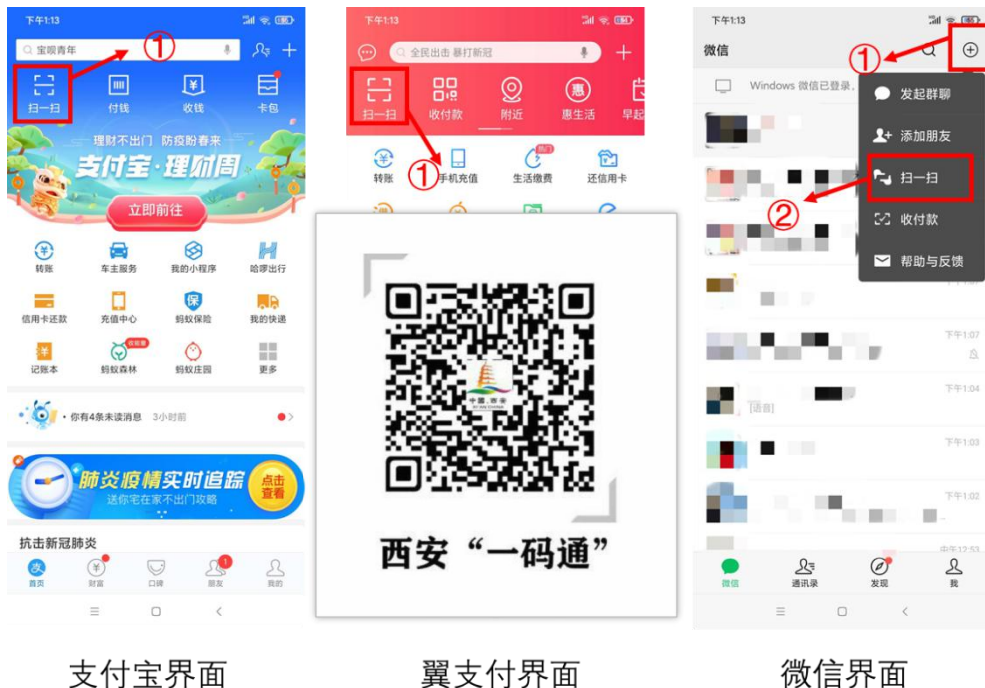 下午1:13
宝呗青年
①
扫一扫
付钱
收钱
卡包
理财不出门 防疫盼春来
支付宝·理财周
立即前往
转账
车主服务
我的小程序
哈啰出行
信用卡还款
充值中心
蚂蚁保险
我的快递
记账本
蚂蚁森林
蚂蚁庄园
更多
· 你有4条未读消息 3小时前
肺炎疫情实时追踪
送你宅在家不出门攻略
点击查看
抗击新冠肺炎
首页
财富
口碑
朋友
1
我的
支付宝界面
下午1:13
全民出击 暴打新冠
扫一扫
收付款
附近
惠
惠生活
早起
①
转账
手机充值
热门
生活缴费
还信用卡
中国.西安
西安“一码通”
翼支付界面
下午1:13
微信
①
Windows 微信已登录,
发起群聊
添加朋友
扫一扫
②
收付款
帮助与反馈
下午1:07
下午1:04
[语音]
下午1:03
下午1:02
中午12:53
微信
通讯录
发现
我
微信界面